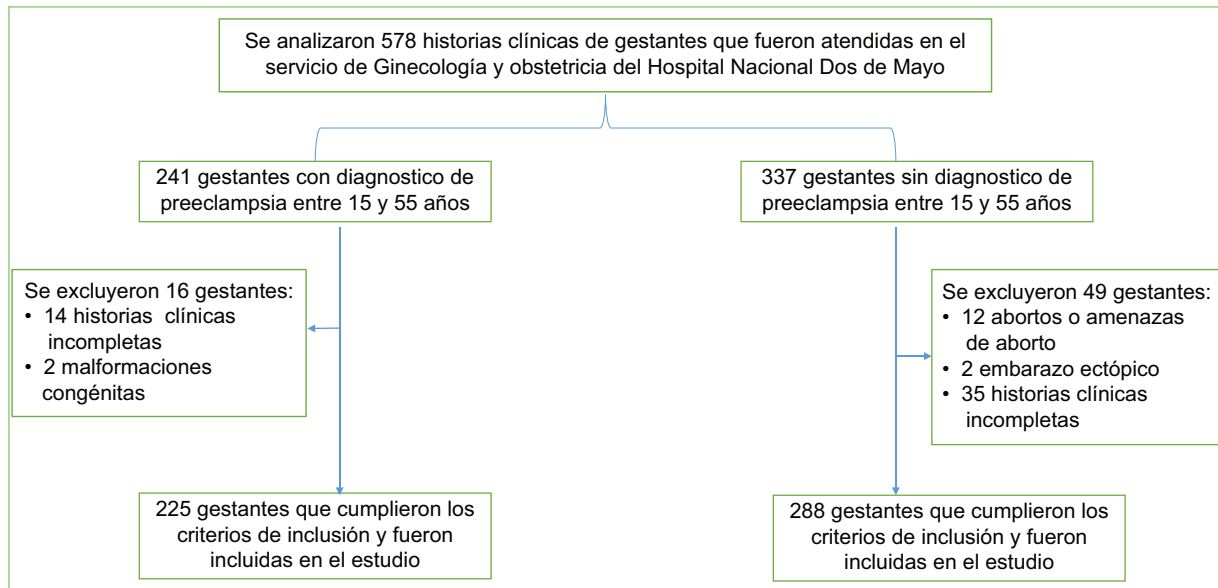 Se analizaron 578 historias clínicas de gestantes que fueron atendidas en el
servicio de Ginecología y obstetricia del Hospital Nacional Dos de Mayo
241 gestantes con diagnostico de
preeclampsia entre 15 y 55 años
337 gestantes sin diagnostico de
preeclampsia entre 15 y 55 años
Se excluyeron 16 gestantes:
• 14 historias clínicas
incompletas
• 2 malformaciones
congénitas
Se excluyeron 49 gestantes:
• 12 abortos o amenazas
de aborto
• 2 embarazo ectópico
• 35 historias clínicas
incompletas
225 gestantes que cumplieron los
criterios de inclusión y fueron
incluidas en el estudio
288 gestantes que cumplieron los
criterios de inclusión y fueron
incluidas en el estudio